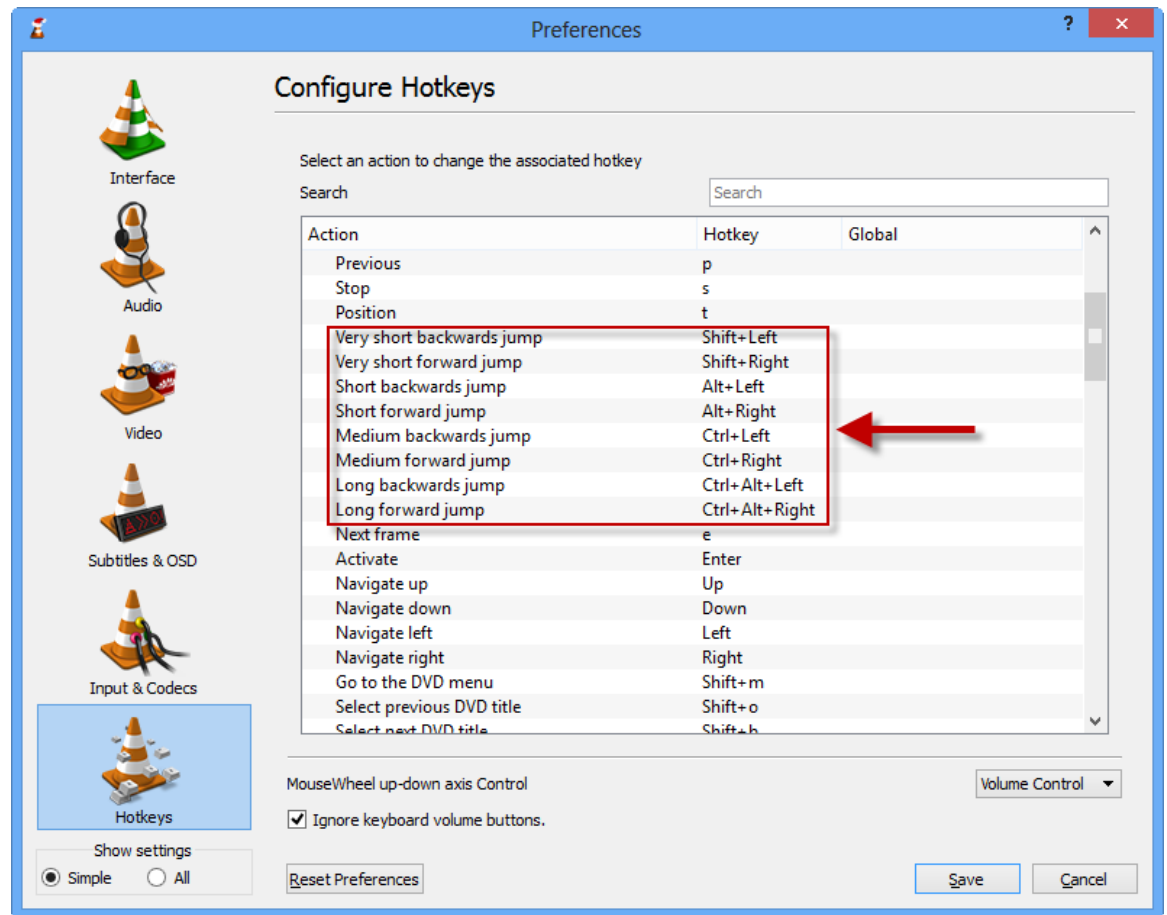 Preferences
?
Configure Hotkeys
Select an action to change the associated hotkey
Search Search
Action Hotkey Global
Previous p
Stop s
Position t
Very short backwards jump Shift+Left
Very short forward jump Shift+Right
Short backwards jump Alt+Left
Short forward jump Alt+Right
Medium backwards jump Ctrl+Left
Medium forward jump Ctrl+Right
Long backwards jump Ctrl+Alt+Left
Long forward jump Ctrl+Alt+Right
Next frame e
Activate Enter
Navigate up Up
Navigate down Down
Navigate left Left
Navigate right Right
Go to the DVD menu Shift+m
Select previous DVD title Shift+o
Select next DVD title Shift+b
Interface
Audio
Video
Subtitles & OSD
Input & Codecs
Hotkeys
MouseWheel up-down axis Control Volume Control
Ignore keyboard volume buttons.
Show settings
Simple All
Reset Preferences Save Cancel